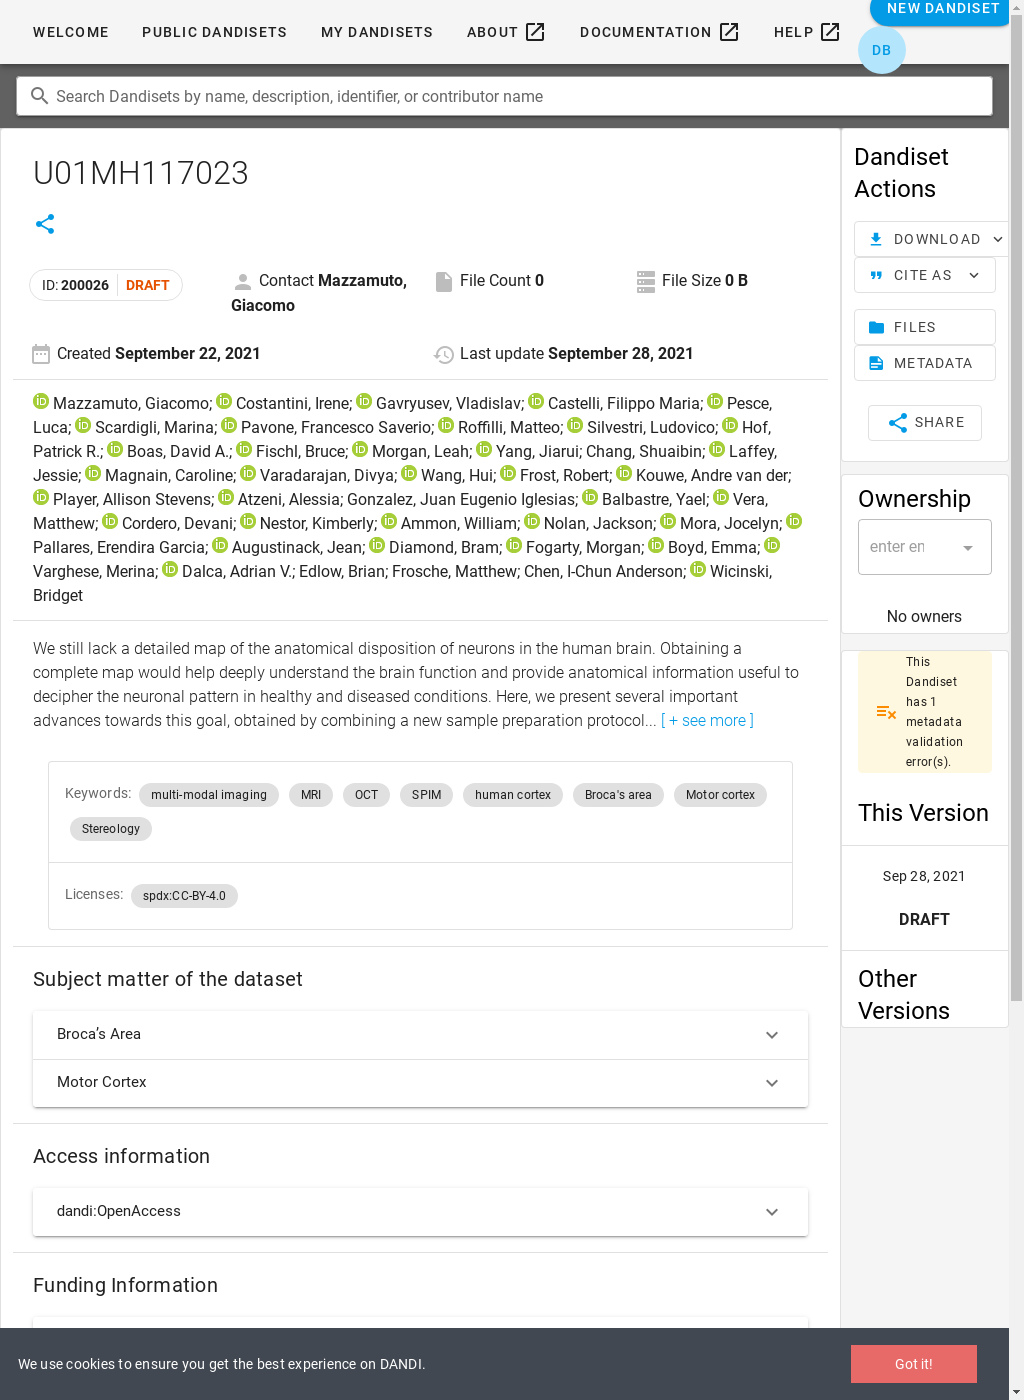 WELCOME PUBLIC DANDISETS MY DANDISETS ABOUT DOCUMENTATION HELP NEW DANDISET
DB
Search Dandisets by name, description, identifier, or contributor name
U01MH117023
ID: 200026 DRAFT
Contact Mazzamuto, Giacomo
File Count 0
File Size 0 B
Created September 22, 2021
Last update September 28, 2021
Mazzamuto, Giacomo; Costantini, Irene; Gavryusev, Vladislav; Castelli, Filippo Maria; Pesce,
Luca; Scardigli, Marina; Pavone, Francesco Saverio; Roffilli, Matteo; Silvestri, Ludovico; Hof,
Patrick R.; Boas, David A.; Fischl, Bruce; Morgan, Leah; Yang, Jiarui; Chang, Shuaibin; Laffey,
Jessie; Magnain, Caroline; Varadarajan, Divya; Wang, Hui; Frost, Robert; Kouwe, Andre van der;
Player, Allison Stevens; Atzeni, Alessia; Gonzalez, Juan Eugenio Iglesias; Balbastre, Yael; Vera,
Matthew; Cordero, Devani; Nestor, Kimberly; Ammon, William; Nolan, Jackson; Mora, Jocelyn;
Pallares, Erendira Garcia; Augustinack, Jean; Diamond, Bram; Fogarty, Morgan; Boyd, Emma;
Varghese, Merina; Dalca, Adrian V.; Edlow, Brian; Frosche, Matthew; Chen, I-Chun Anderson; Wicinski,
Bridget
We still lack a detailed map of the anatomical disposition of neurons in the human brain. Obtaining a
complete map would help deeply understand the brain function and provide anatomical information useful to
decipher the neuronal pattern in healthy and diseased conditions. Here, we present several important
advances towards this goal, obtained by combining a new sample preparation protocol... [ + see more ]
Keywords: multi-modal imaging MRI OCT SPIM human cortex Broca's area Motor cortex
Stereology
Licenses: spdx:CC-BY-4.0
Subject matter of the dataset
Broca’s Area
Motor Cortex
Access information
dandi:OpenAccess
Funding Information
Dandiset
Actions
DOWNLOAD
CITE AS
FILES
METADATA
SHARE
Ownership
enter en
No owners
This
Dandiset
has 1
metadata
validation
error(s).
This Version
Sep 28, 2021
DRAFT
Other
Versions
We use cookies to ensure you get the best experience on DANDI.
Got it!